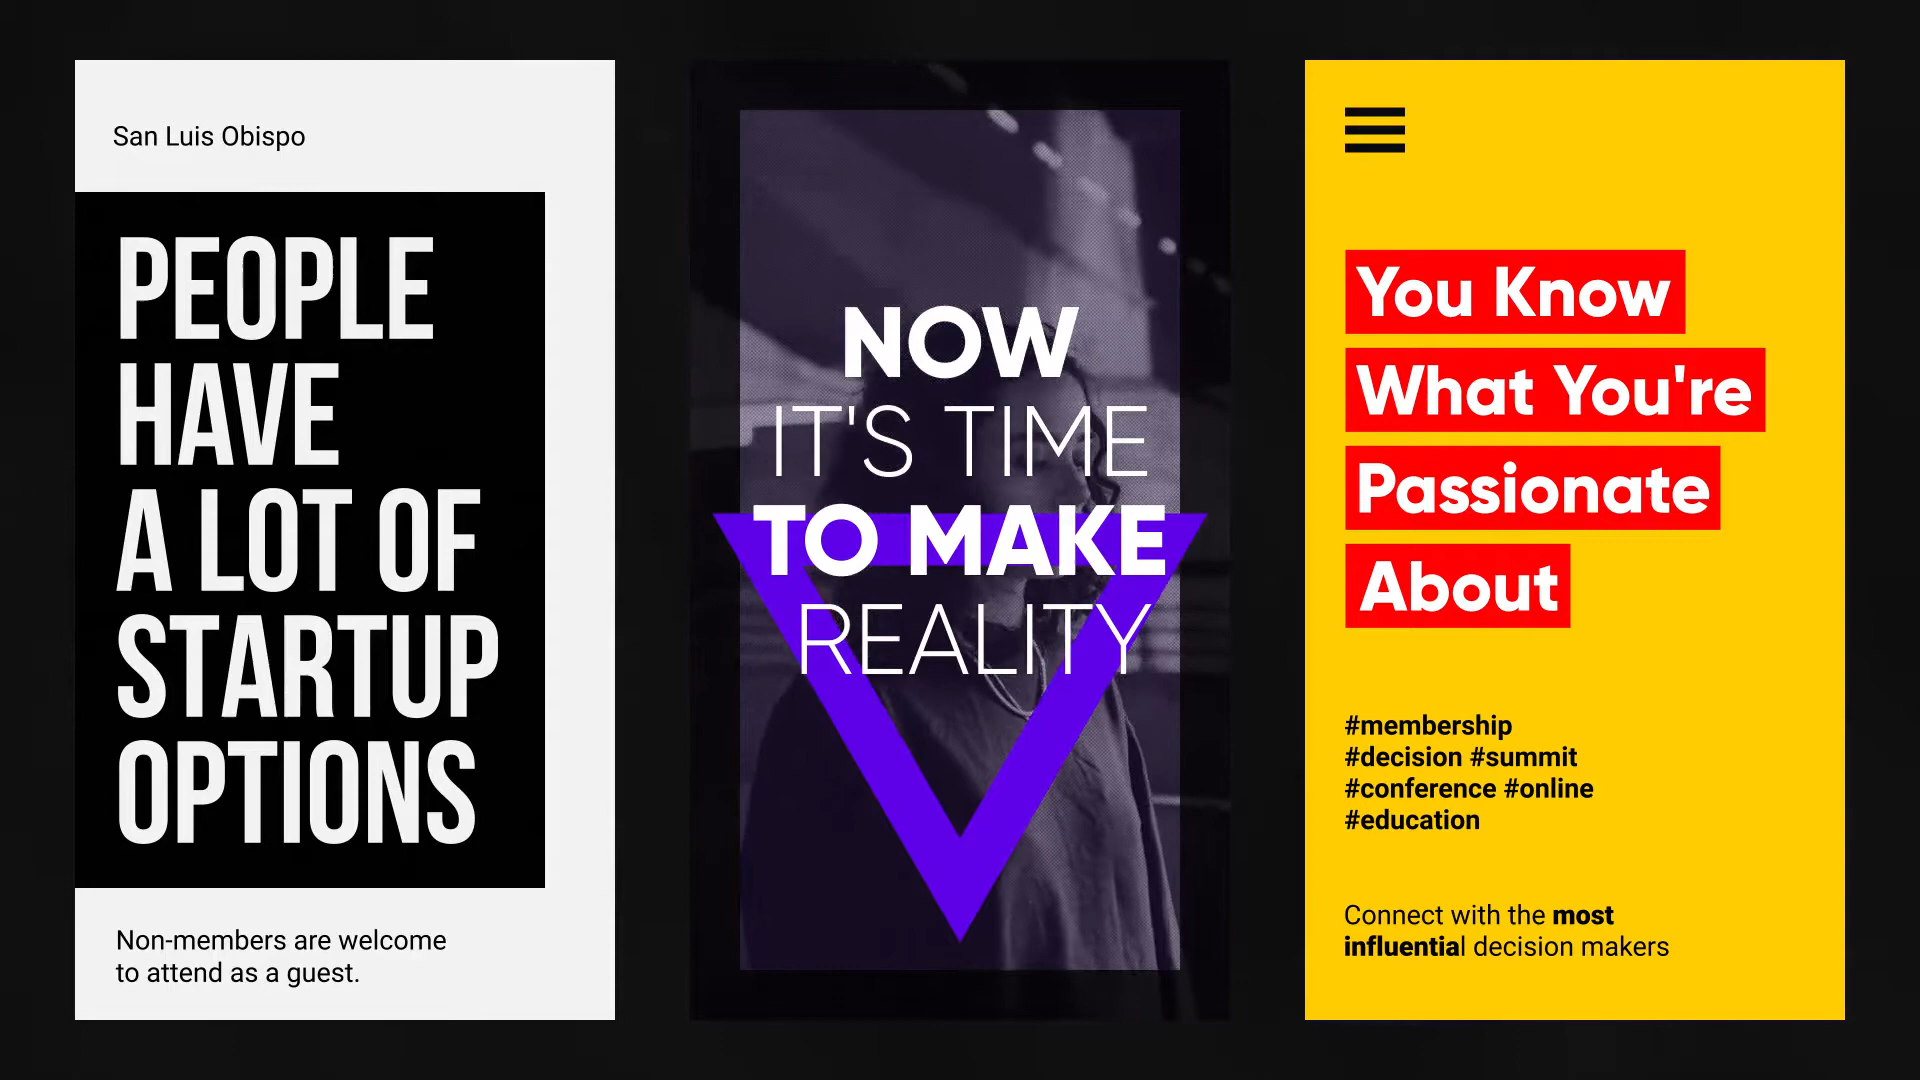 San Luis Obispo
PEOPLE
HAVE
A LOT OF
STARTUP
OPTIONS
Non-members are welcome
to attend as a guest.
NOW
IT'S TIME
TO MAKE
REALITY
You Know
What You're
Passionate
About
#membership
#decision #summit
#conference #online
#education
Connect with the most
influential decision makers